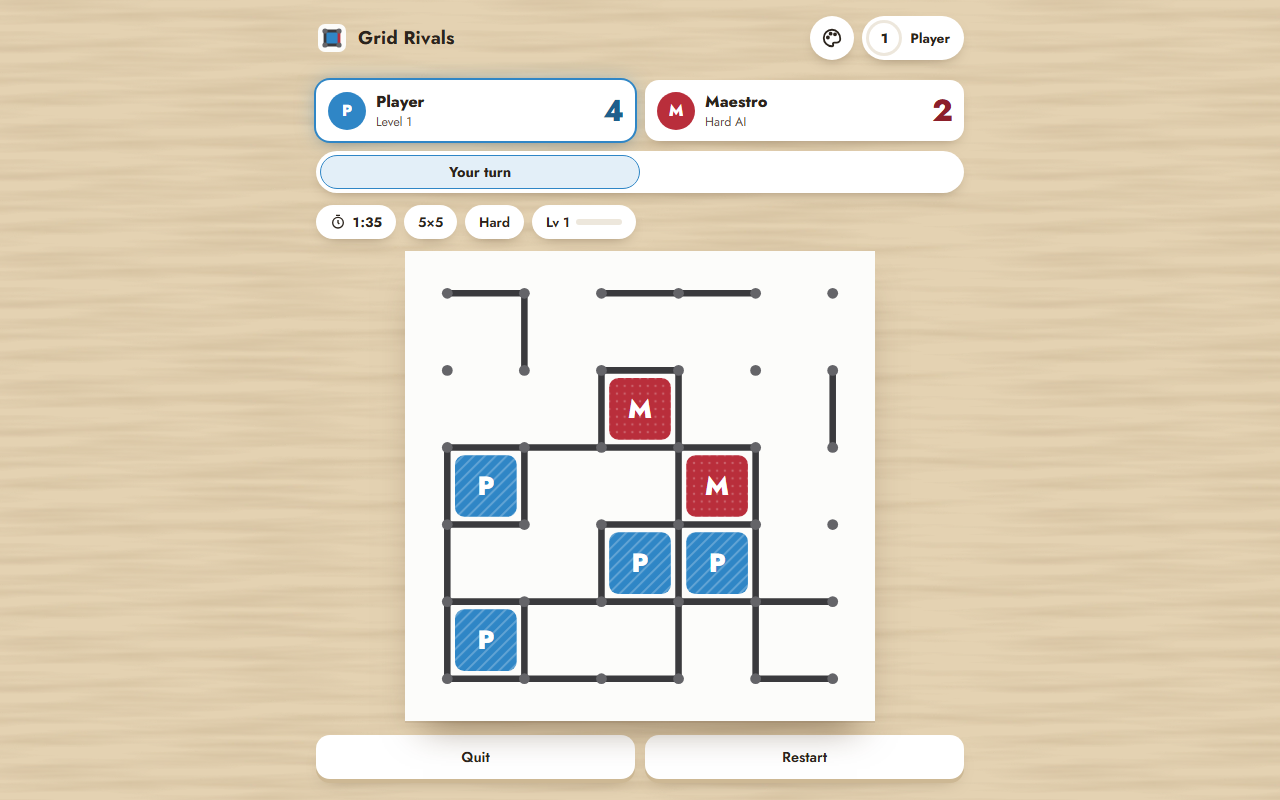 Grid Rivals
1 Player
P Player 4
Level 1
M Maestro 2
Hard AI
Your turn
1:35 5×5 Hard Lv 1
M
P M
P P
P
Quit Restart